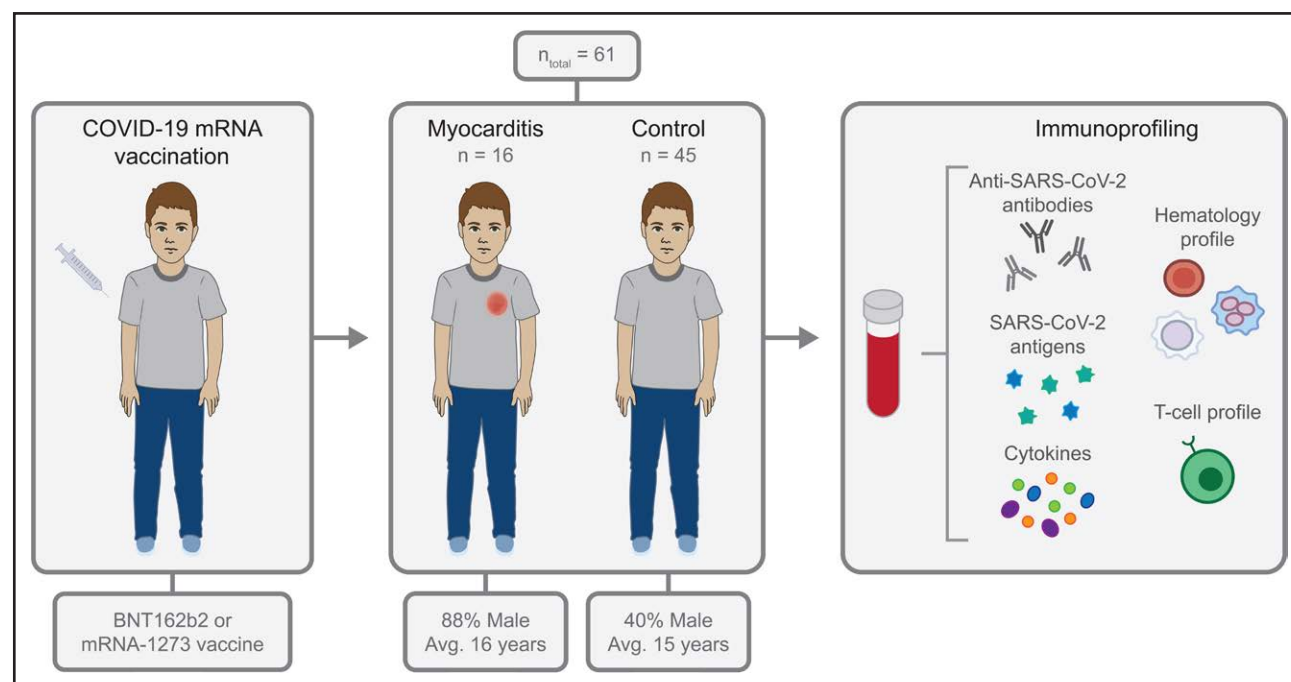 n_total = 61
COVID-19 mRNA
vaccination
BNT162b2 or
mRNA-1273 vaccine
Myocarditis
n = 16
88% Male
Avg. 16 years
Control
n = 45
40% Male
Avg. 15 years
Immunoprofiling
Anti-SARS-CoV-2
antibodies
SARS-CoV-2
antigens
Cytokines
Hematology
profile
T-cell profile